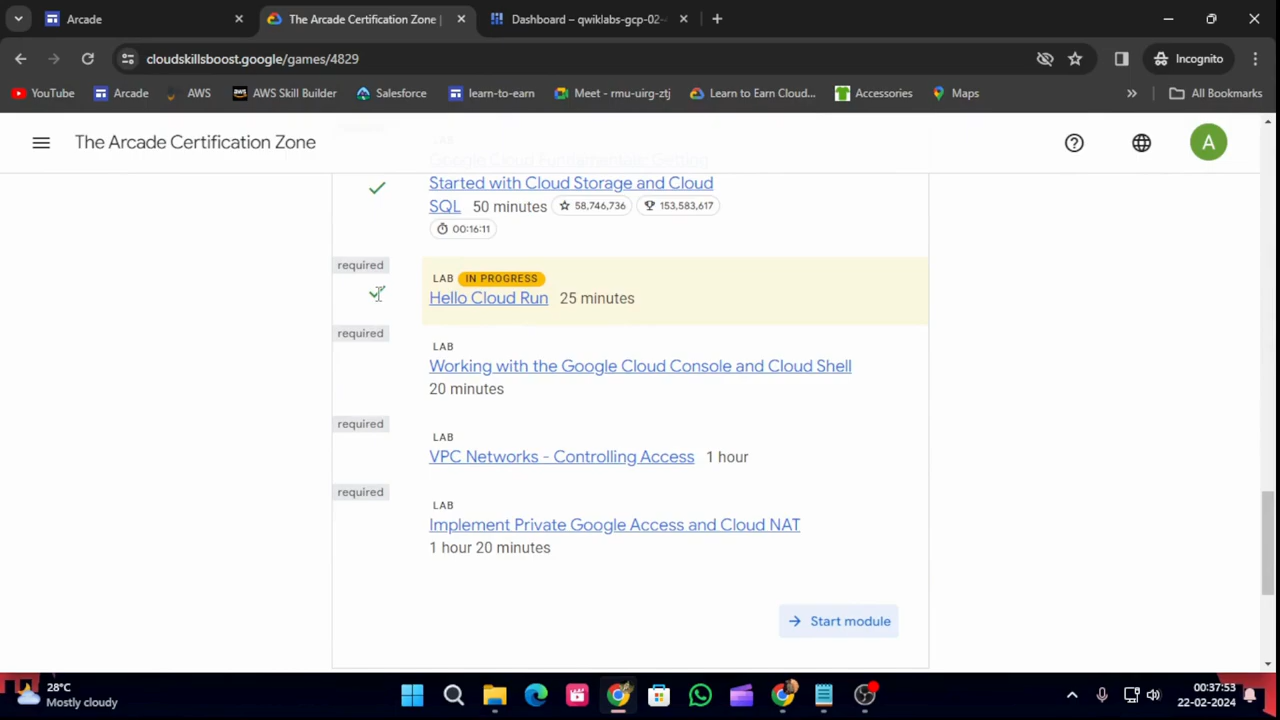 Arcade
The Arcade Certification Zone |
Dashboard – qwiklabs-gcp-02-
cloudskillsboost.google/games/4829
Incognito
YouTube
Arcade
AWS
AWS Skill Builder
Salesforce
learn-to-earn
Meet - rmu-uirg-ztj
Learn to Earn Cloud...
Accessories
Maps
»
All Bookmarks
The Arcade Certification Zone
A
LAB
Google Cloud Fundamentals: Getting
Started with Cloud Storage and Cloud
SQL 50 minutes 58,746,736 153,583,617
00:16:11
required
LAB IN PROGRESS
Hello Cloud Run 25 minutes
required
LAB
Working with the Google Cloud Console and Cloud Shell
20 minutes
required
LAB
VPC Networks - Controlling Access 1 hour
required
LAB
Implement Private Google Access and Cloud NAT
1 hour 20 minutes
Start module
28°C
Mostly cloudy
00:37:53
22-02-2024